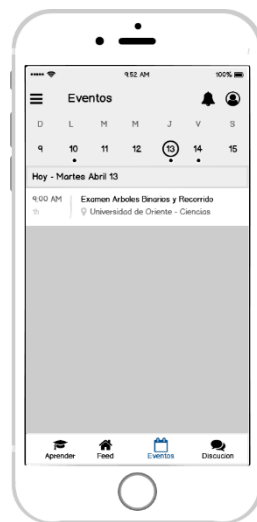 9:52 AM 100%
Eventos
D L M M J V S
9 10 11 12 13 14 15
Hoy - Martes Abril 13
9:00 AM Examen Arboles Binarios y Recorrido
1h Universidad de Oriente - Ciencias
Aprender Feed Eventos Discucion